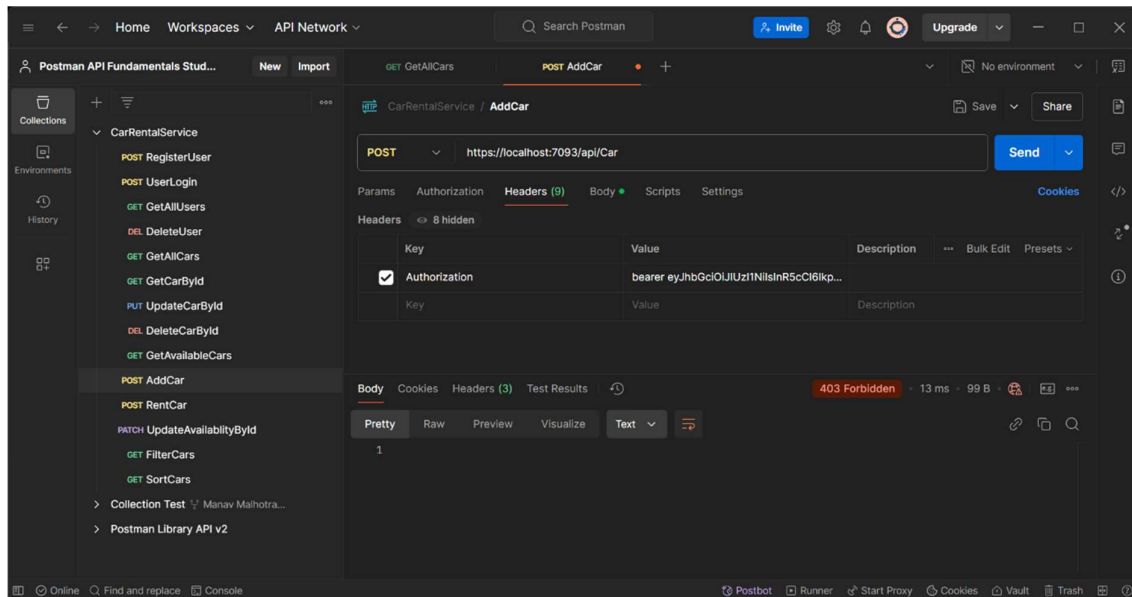 Home Workspaces API Network Search Postman Invite Upgrade
Postman API Fundamentals Stud... New Import GET GetAllCars POST AddCar No environment
Collections
Environments
History
CarRentalService
POST RegisterUser
POST UserLogin
GET GetAllUsers
DEL DeleteUser
GET GetAllCars
GET GetCarById
PUT UpdateCarById
DEL DeleteCarById
GET GetAvailableCars
POST AddCar
POST RentCar
PATCH UpdateAvailablityById
GET FilterCars
GET SortCars
Collection Test Manav Malhotra...
Postman Library API v2
HTTP CarRentalService / AddCar Save Share
POST https://localhost:7093/api/Car Send
Params Authorization Headers (9) Body Scripts Settings Cookies
Headers 8 hidden
Key Value Description Bulk Edit Presets
Authorization bearer eyJhbGciOiJIUzI1NiIsInR5cCI6Ikp...
Key Value Description
Body Cookies Headers (3) Test Results 403 Forbidden 13 ms 99 B e.g.
Pretty Raw Preview Visualize Text
1
Online Find and replace Console Postbot Runner Start Proxy Cookies Vault Trash